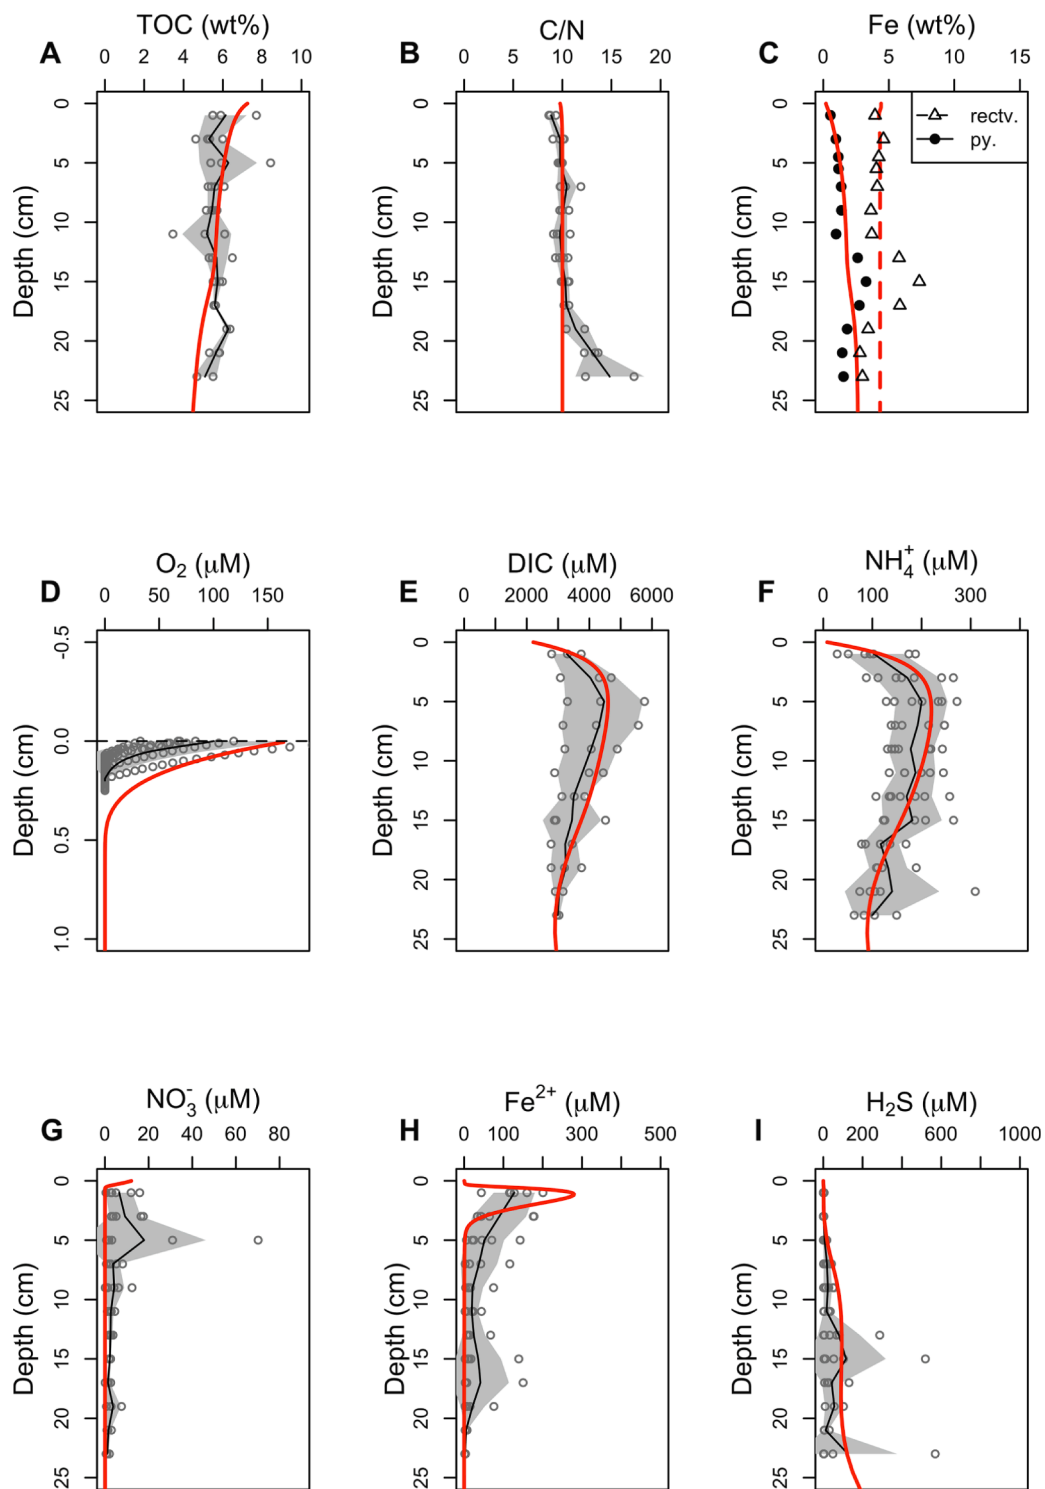 A TOC (wt%)
0 2 4 6 8 10
Depth (cm)
0 5 10 15 20 25
B C/N
0 5 10 15 20
Depth (cm)
0 5 10 15 20 25
C Fe (wt%)
0 5 10 15
Depth (cm)
0 5 10 15 20 25
rectv.
py.
D O₂ (μM)
0 50 100 150
Depth (cm)
-0.5 0.0 0.5 1.0
E DIC (μM)
0 2000 4000 6000
Depth (cm)
0 5 10 15 20 25
F NH₄⁺ (μM)
0 100 300
Depth (cm)
0 5 10 15 20 25
G NO₃⁻ (μM)
0 20 40 60 80
Depth (cm)
0 5 10 15 20 25
H Fe²⁺ (μM)
0 100 300 500
Depth (cm)
0 5 10 15 20 25
I H₂S (μM)
0 200 600 1000
Depth (cm)
0 5 10 15 20 25